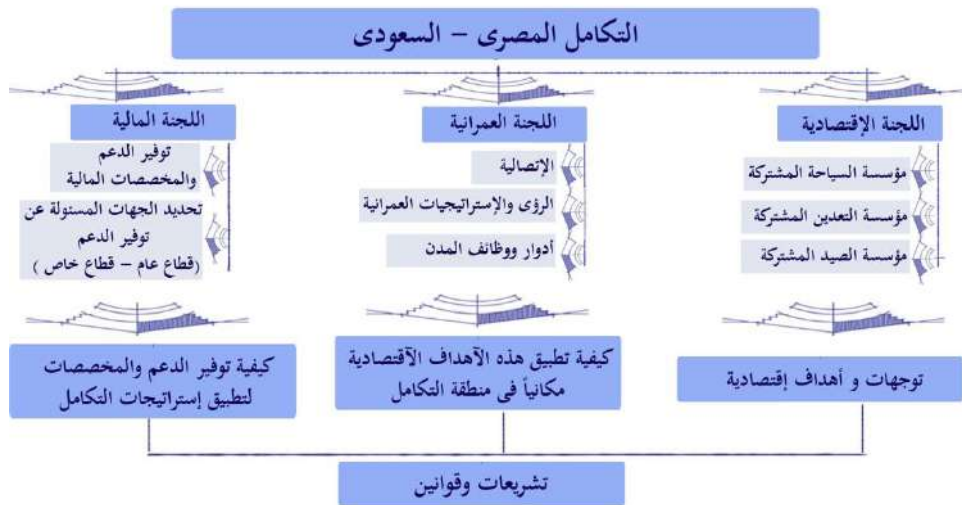 التكامل المصرى – السعودى
اللجنة الإقتصادية
مؤسسة السياحة المشتركة
مؤسسة التعدين المشتركة
مؤسسة الصيد المشتركة
توجهات و أهداف إقتصادية
اللجنة العمرانية
الإتصالية
الرؤى والإستراتيجيات العمرانية
أدوار ووظائف المدن
كيفية تطبيق هذه الآهداف الآقتصادية
مكانياً فى منطقة التكامل
اللجنة المالية
توفير الدعم
والمخصصات المالية
تحديد الجهات المسئولة عن
توفير الدعم
(قطاع عام – قطاع خاص )
كيفية توفير الدعم والمخصصات
لتطبيق إستراتيجات التكامل
تشريعات وقوانين